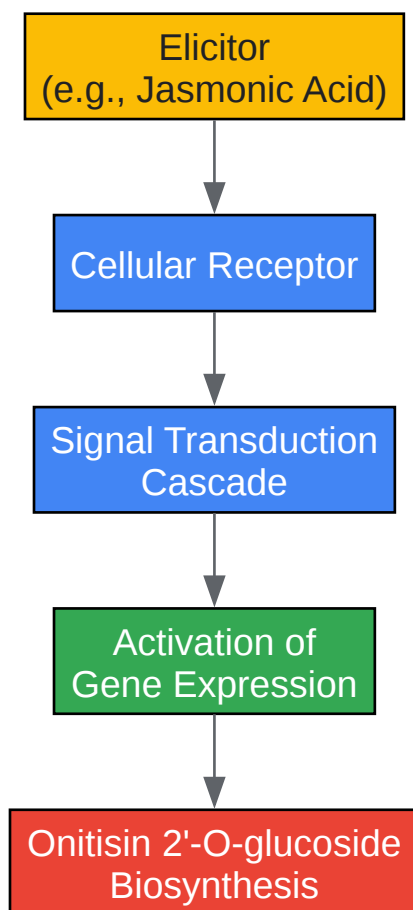 Elicitor
(e.g., Jasmonic Acid)
Cellular Receptor
Signal Transduction
Cascade
Activation of
Gene Expression
Onitisin 2'-O-glucoside
Biosynthesis